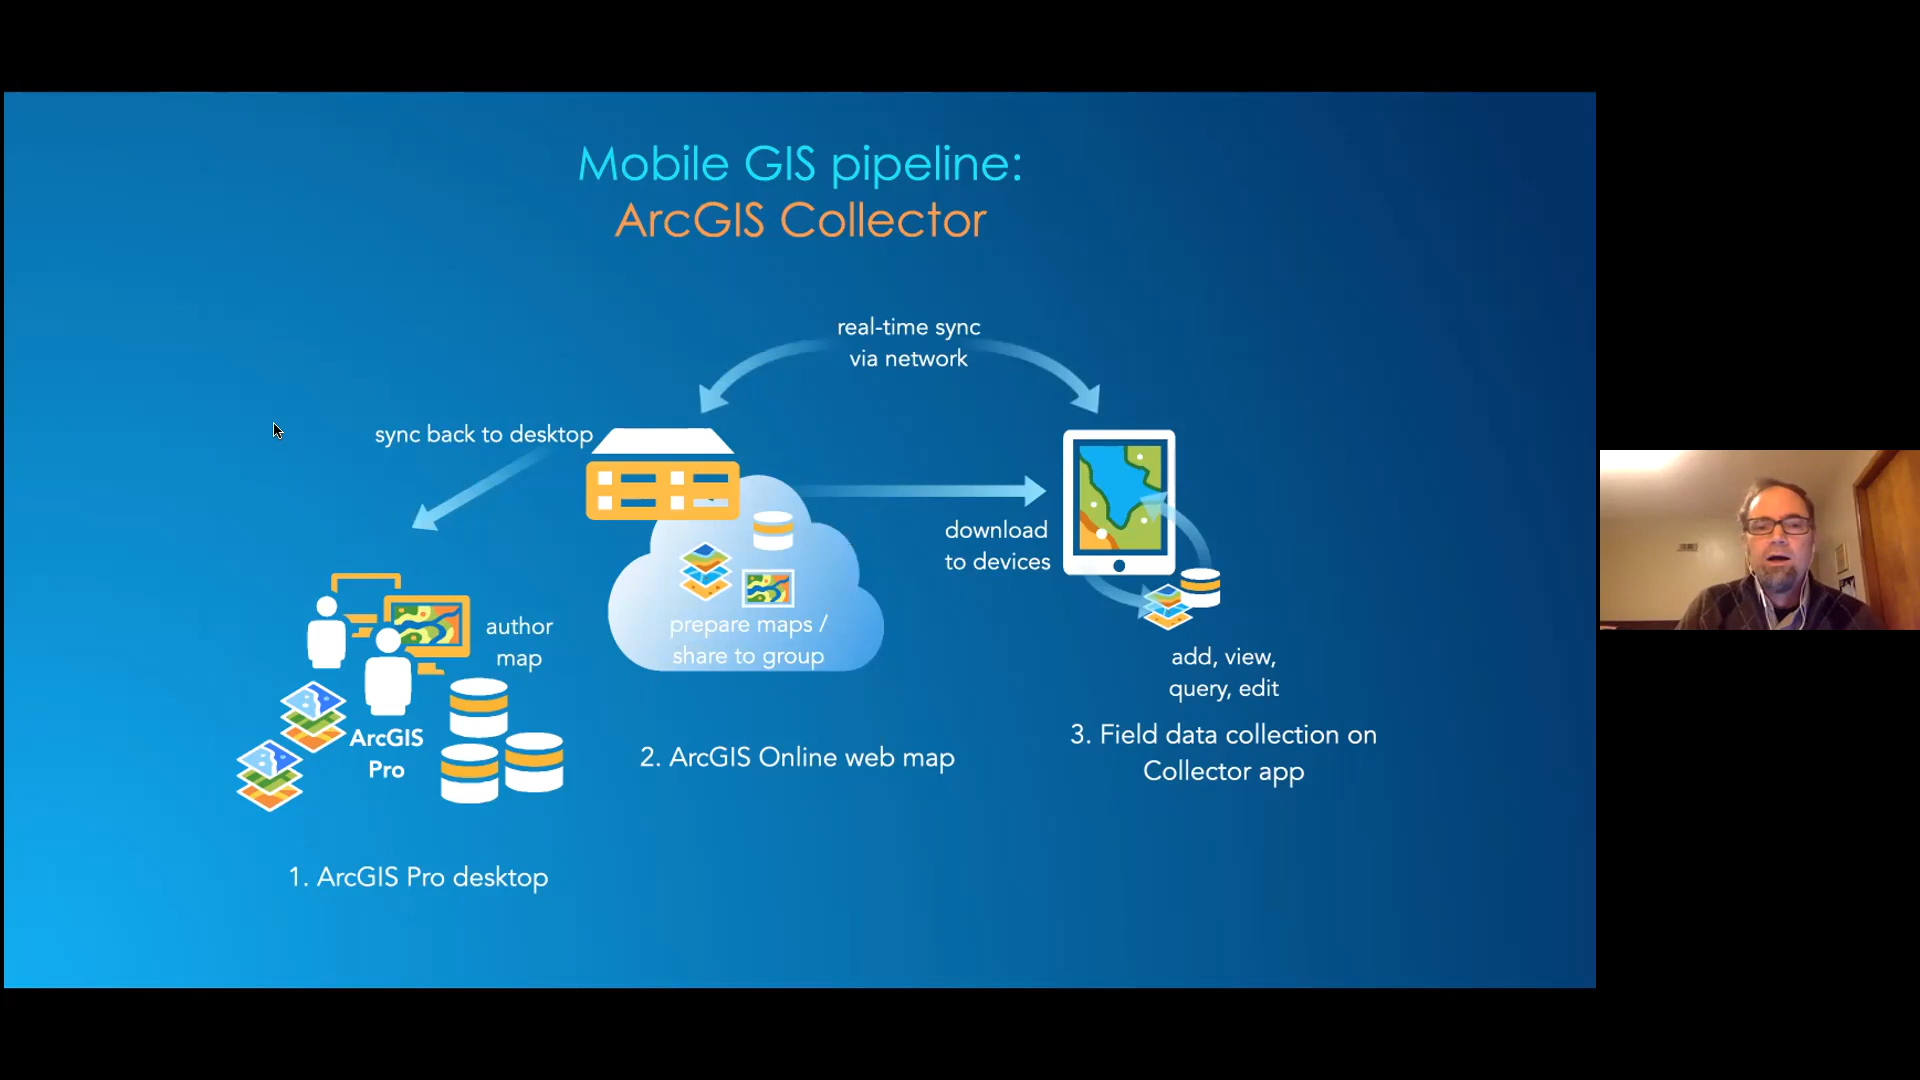 Mobile GIS pipeline:
ArcGIS Collector
real-time sync
via network
sync back to desktop
download
to devices
author
map
prepare maps /
share to group
add, view,
query, edit
ArcGIS
Pro
1. ArcGIS Pro desktop
2. ArcGIS Online web map
3. Field data collection on
Collector app